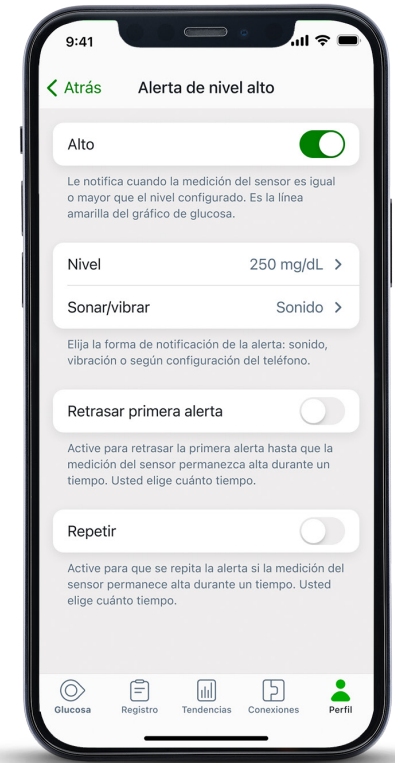 9:41
Atrás
Alerta de nivel alto
Alto
Le notifica cuando la medición del sensor es igual
o mayor que el nivel configurado. Es la línea
amarilla del gráfico de glucosa.
Nivel 250 mg/dL
Sonar/vibrar Sonido
Elija la forma de notificación de la alerta: sonido,
vibración o según configuración del teléfono.
Retrasar primera alerta
Active para retrasar la primera alerta hasta que la
medición del sensor permanezca alta durante un
tiempo. Usted elige cuánto tiempo.
Repetir
Active para que se repita la alerta si la medición del
sensor permanece alta durante un tiempo. Usted
elige cuánto tiempo.
Glucosa Registro Tendencias Conexiones Perfil